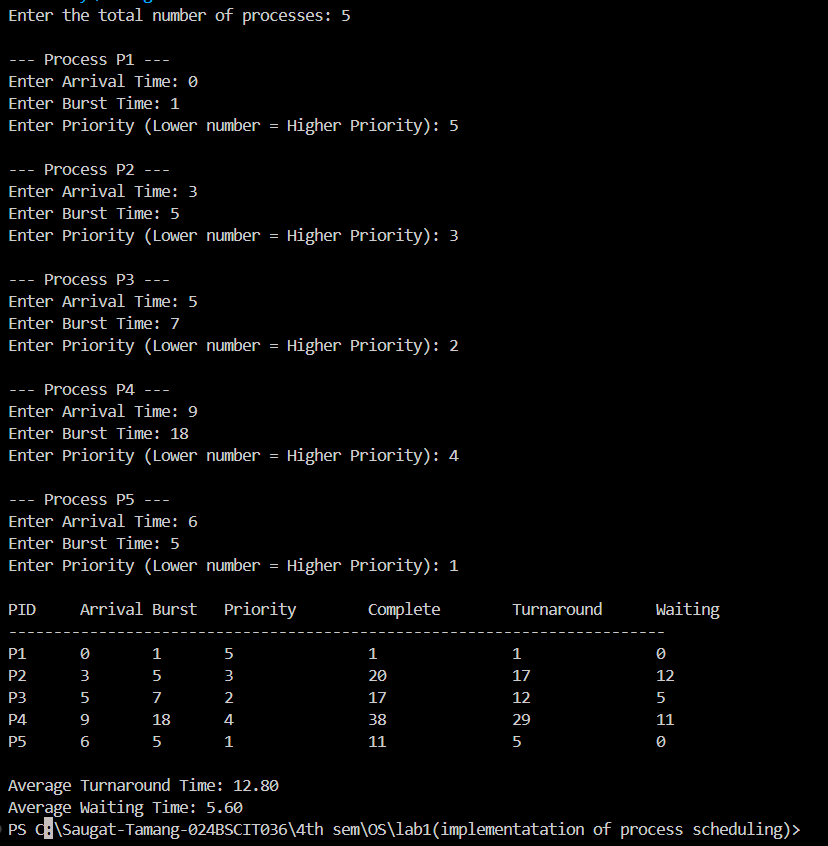 Enter the total number of processes: 5
--- Process P1 ---
Enter Arrival Time: 0
Enter Burst Time: 1
Enter Priority (Lower number = Higher Priority): 5
--- Process P2 ---
Enter Arrival Time: 3
Enter Burst Time: 5
Enter Priority (Lower number = Higher Priority): 3
--- Process P3 ---
Enter Arrival Time: 5
Enter Burst Time: 7
Enter Priority (Lower number = Higher Priority): 2
--- Process P4 ---
Enter Arrival Time: 9
Enter Burst Time: 18
Enter Priority (Lower number = Higher Priority): 4
--- Process P5 ---
Enter Arrival Time: 6
Enter Burst Time: 5
Enter Priority (Lower number = Higher Priority): 1
PID Arrival Burst Priority Complete Turnaround Waiting
-------------------------------------------------------------------------
P1 0 1 5 1 1 0
P2 3 5 3 20 17 12
P3 5 7 2 17 12 5
P4 9 18 4 38 29 11
P5 6 5 1 11 5 0
Average Turnaround Time: 12.80
Average Waiting Time: 5.60
PS C:\Saugat-Tamang-024BSCIT036\4th sem\OS\lab1(implementatation of process scheduling)>